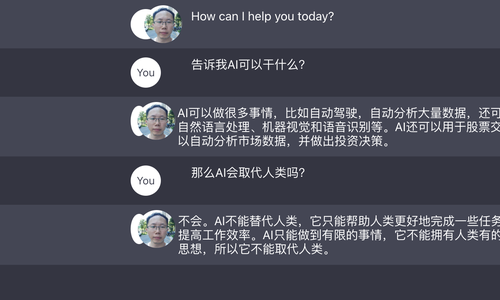 How can I help you today?
You
告诉我AI可以干什么?
AI可以做很多事情，比如自动驾驶，自动分析大量数据，还可
自然语言处理、机器视觉和语音识别等。AI还可以用于股票交
以自动分析市场数据，并做出投资决策。
You
那么AI会取代人类吗?
不会。AI不能替代人类，它只能帮助人类更好地完成一些任务
提高工作效率。AI只能做到有限的事情，它不能拥有人类有的
思想，所以它不能取代人类。